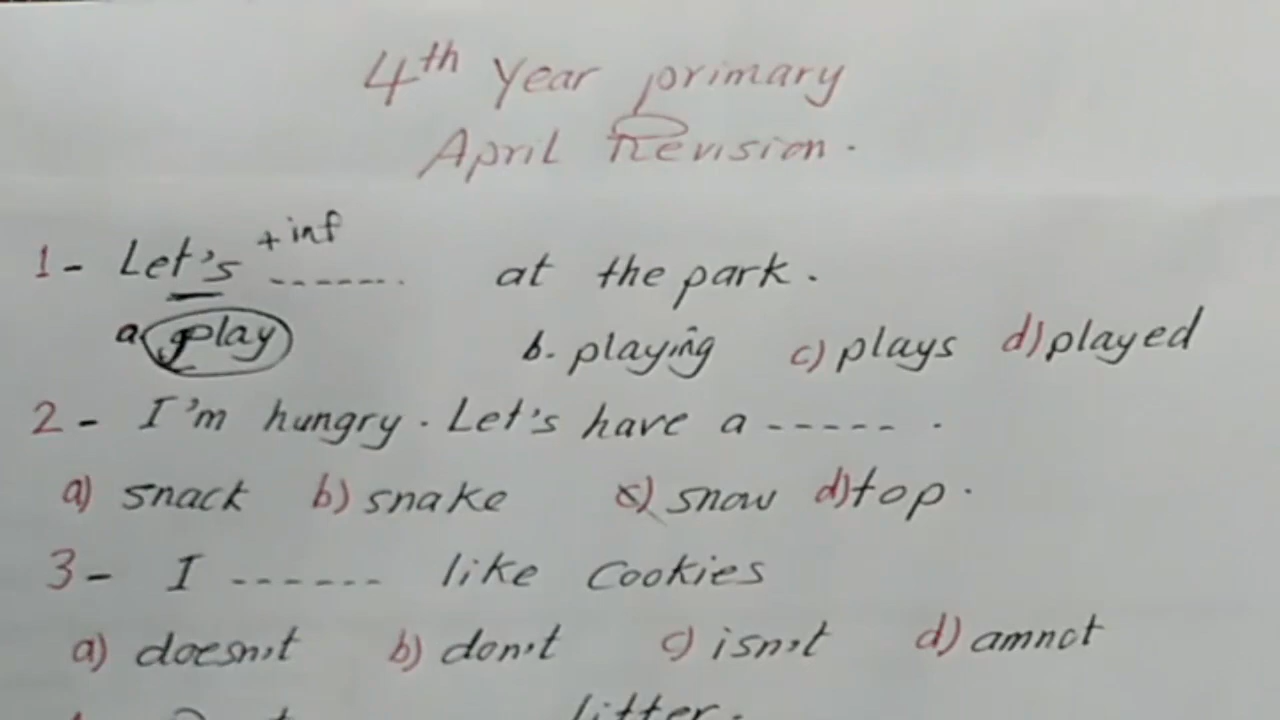 4th Year primary
April Revision.
+ inf
1- Let's ------ at the park.
a. play b. playing c) plays d) played
2- I'm hungry. Let's have a ----- .
a) snack b) snake c) snow d) top.
3- I ------ like Cookies
a) doesn't b) don't c) isn't d) amnot
litter.